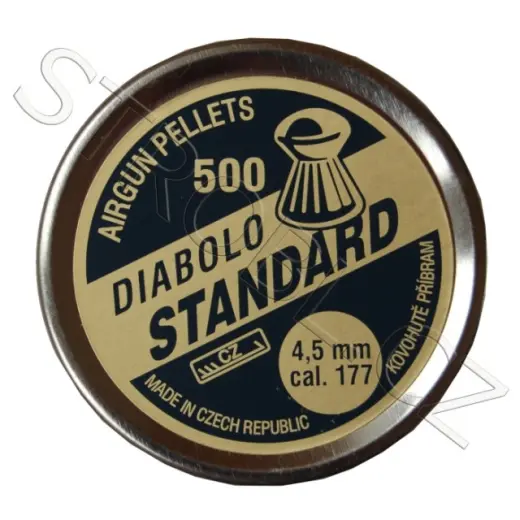 AIRGUN PELLETS
500
DIABOLO
STANDARD
CZ
4,5 mm
cal. 177
MADE IN CZECH REPUBLIC
KOVOHUTĚ PŘÍBRAM